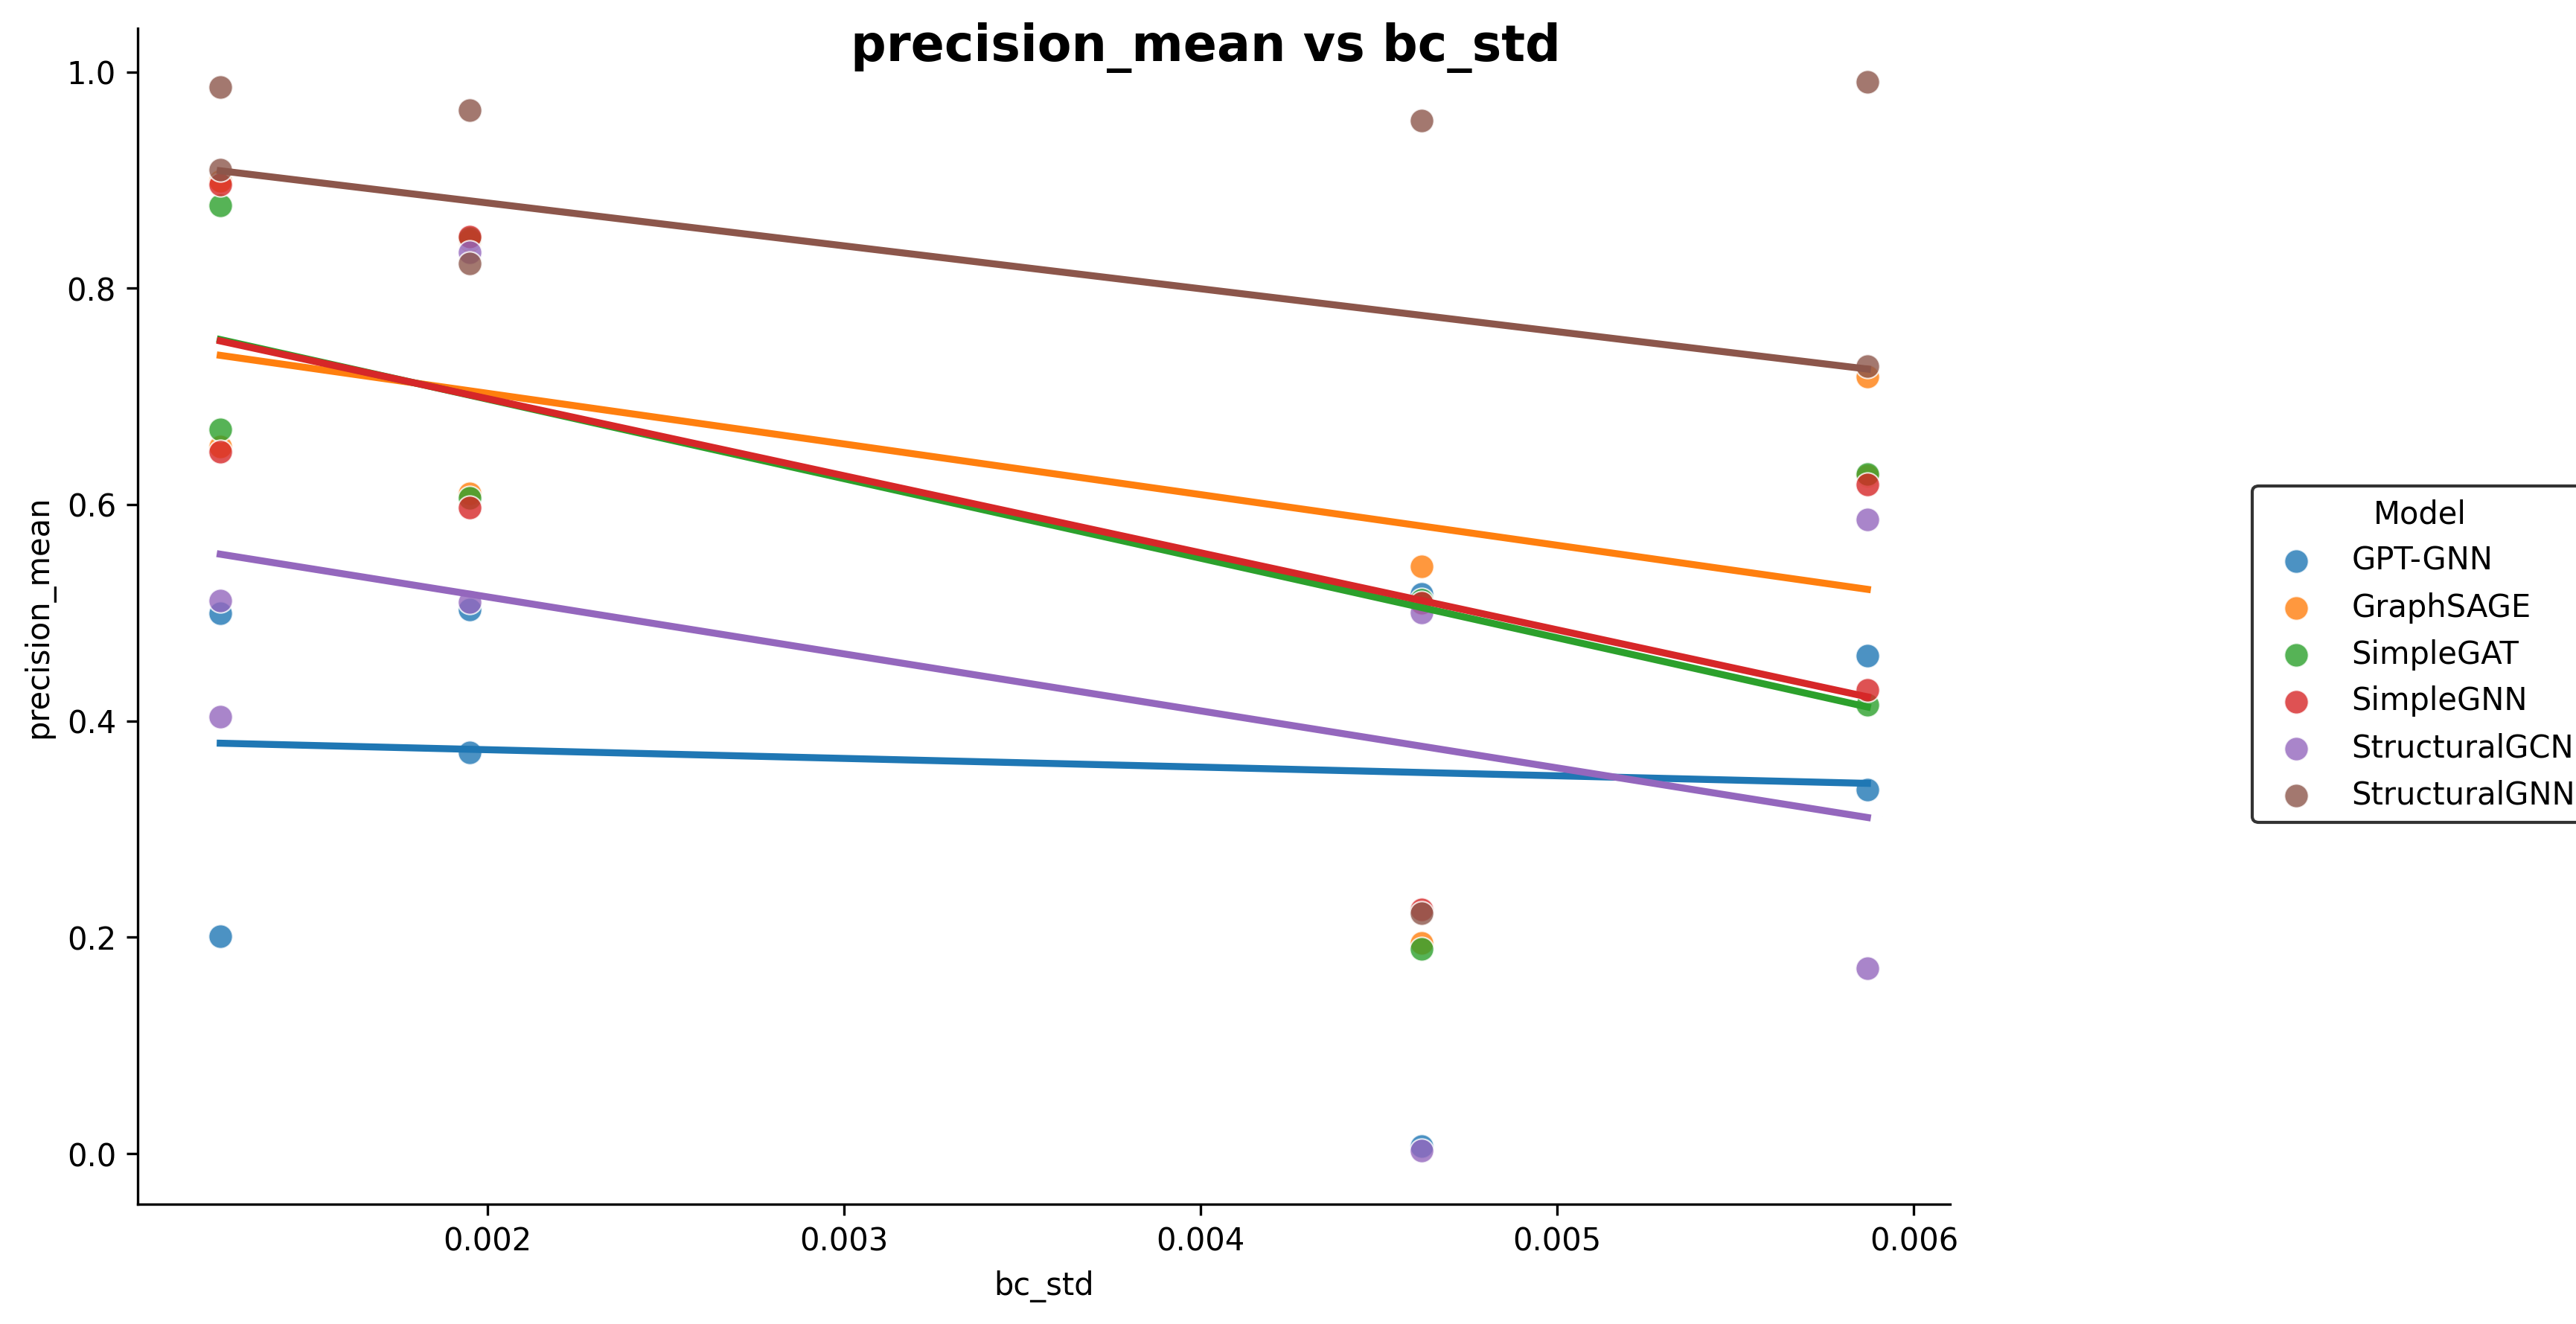 precision_mean vs bc_std
1.0
0.8
0.6
0.4
0.2
0.0
precision_mean
0.002
0.003
0.004
0.005
0.006
bc_std
Model
GPT-GNN
GraphSAGE
SimpleGAT
SimpleGNN
StructuralGCN
StructuralGNN